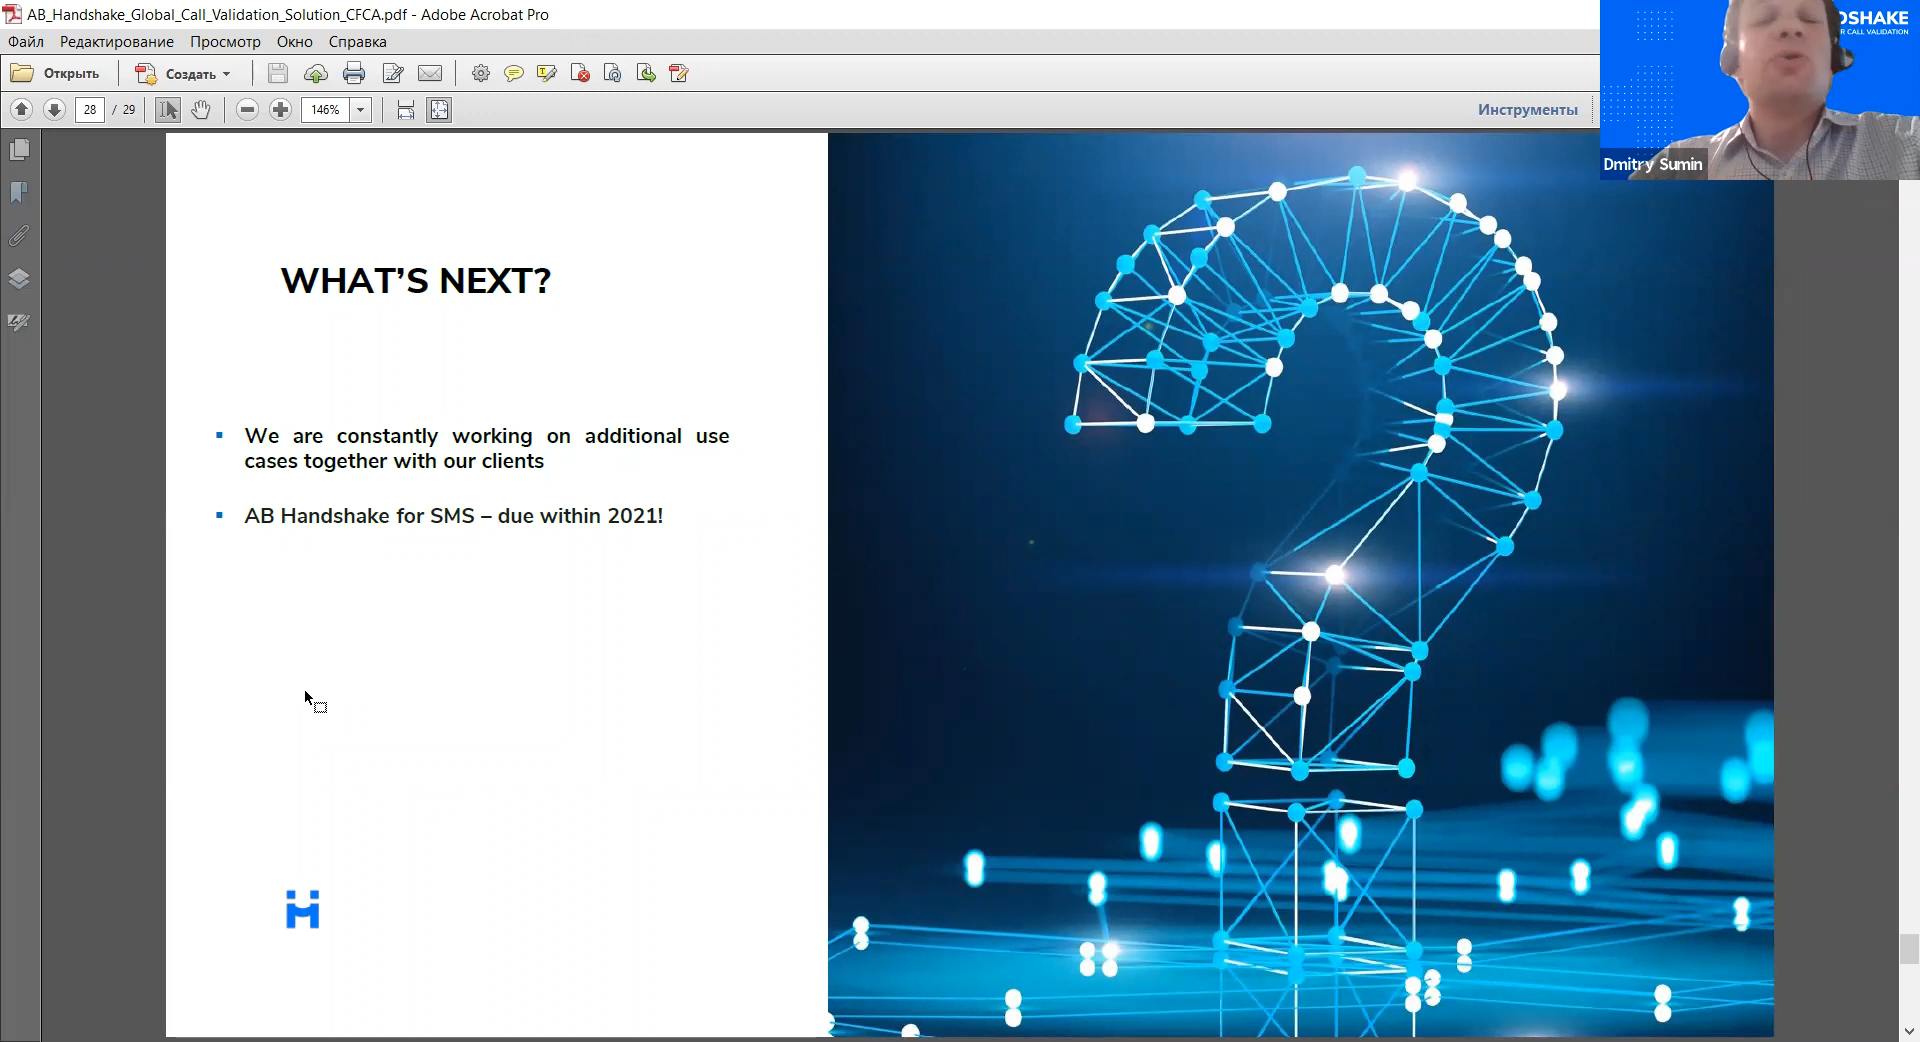 AB_Handshake_Global_Call_Validation_Solution_CFCA.pdf - Adobe Acrobat Pro
Файл Редактирование Просмотр Окно Справка
Открыть Создать
28 / 29 146% Инструменты
DSHAKE
R CALL VALIDATION
Dmitry Sumin
WHAT’S NEXT?
▪ We are constantly working on additional use
cases together with our clients
▪ AB Handshake for SMS – due within 2021!